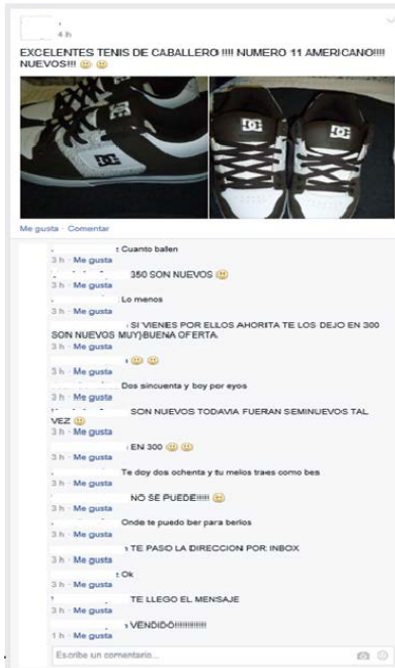 4 h
EXCELENTES TENIS DE CABALLERO !!!! NUMERO 11 AMERICANO!!!!
NUEVOS!!!
DC
DC
DC
Me gusta · Comentar
: Cuanto ballen
3 h · Me gusta
350 SON NUEVOS
3 h · Me gusta
Lo menos
3 h · Me gusta
SI VIENES POR ELLOS AHORITA TE LOS DEJO EN 300
SON NUEVOS MUY}BUENA OFERTA.
3 h · Me gusta
3 h · Me gusta
Dos sincuenta y boy por eyos
3 h · Me gusta
SON NUEVOS TODAVIA FUERAN SEMINUEVOS TAL
VEZ
3 h · Me gusta
EN 300
3 h · Me gusta
Te doy dos ochenta y tu melos traes como bes
3 h · Me gusta
NO SE PUEDE!!!!!
3 h · Me gusta
Onde te puedo ber para berlos
3 h · Me gusta
TE PASO LA DIRECCION POR INBOX
3 h · Me gusta
: Ok
3 h · Me gusta
TE LLEGO EL MENSAJE
3 h · Me gusta
VENDIDO!!!!!!!!!!!!!
1 h · Me gusta
Escribe un comentario...